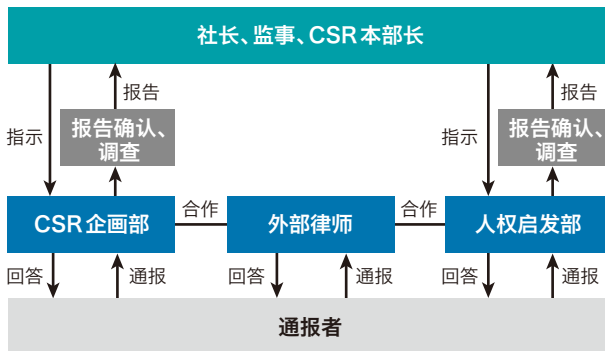 社长、监事、CSR本部长
报告
报告
报告确认、
调查
报告确认、
调查
指示
指示
CSR企画部
合作
外部律师
合作
人权启发部
回答
通报
回答
通报
回答
通报
通报者